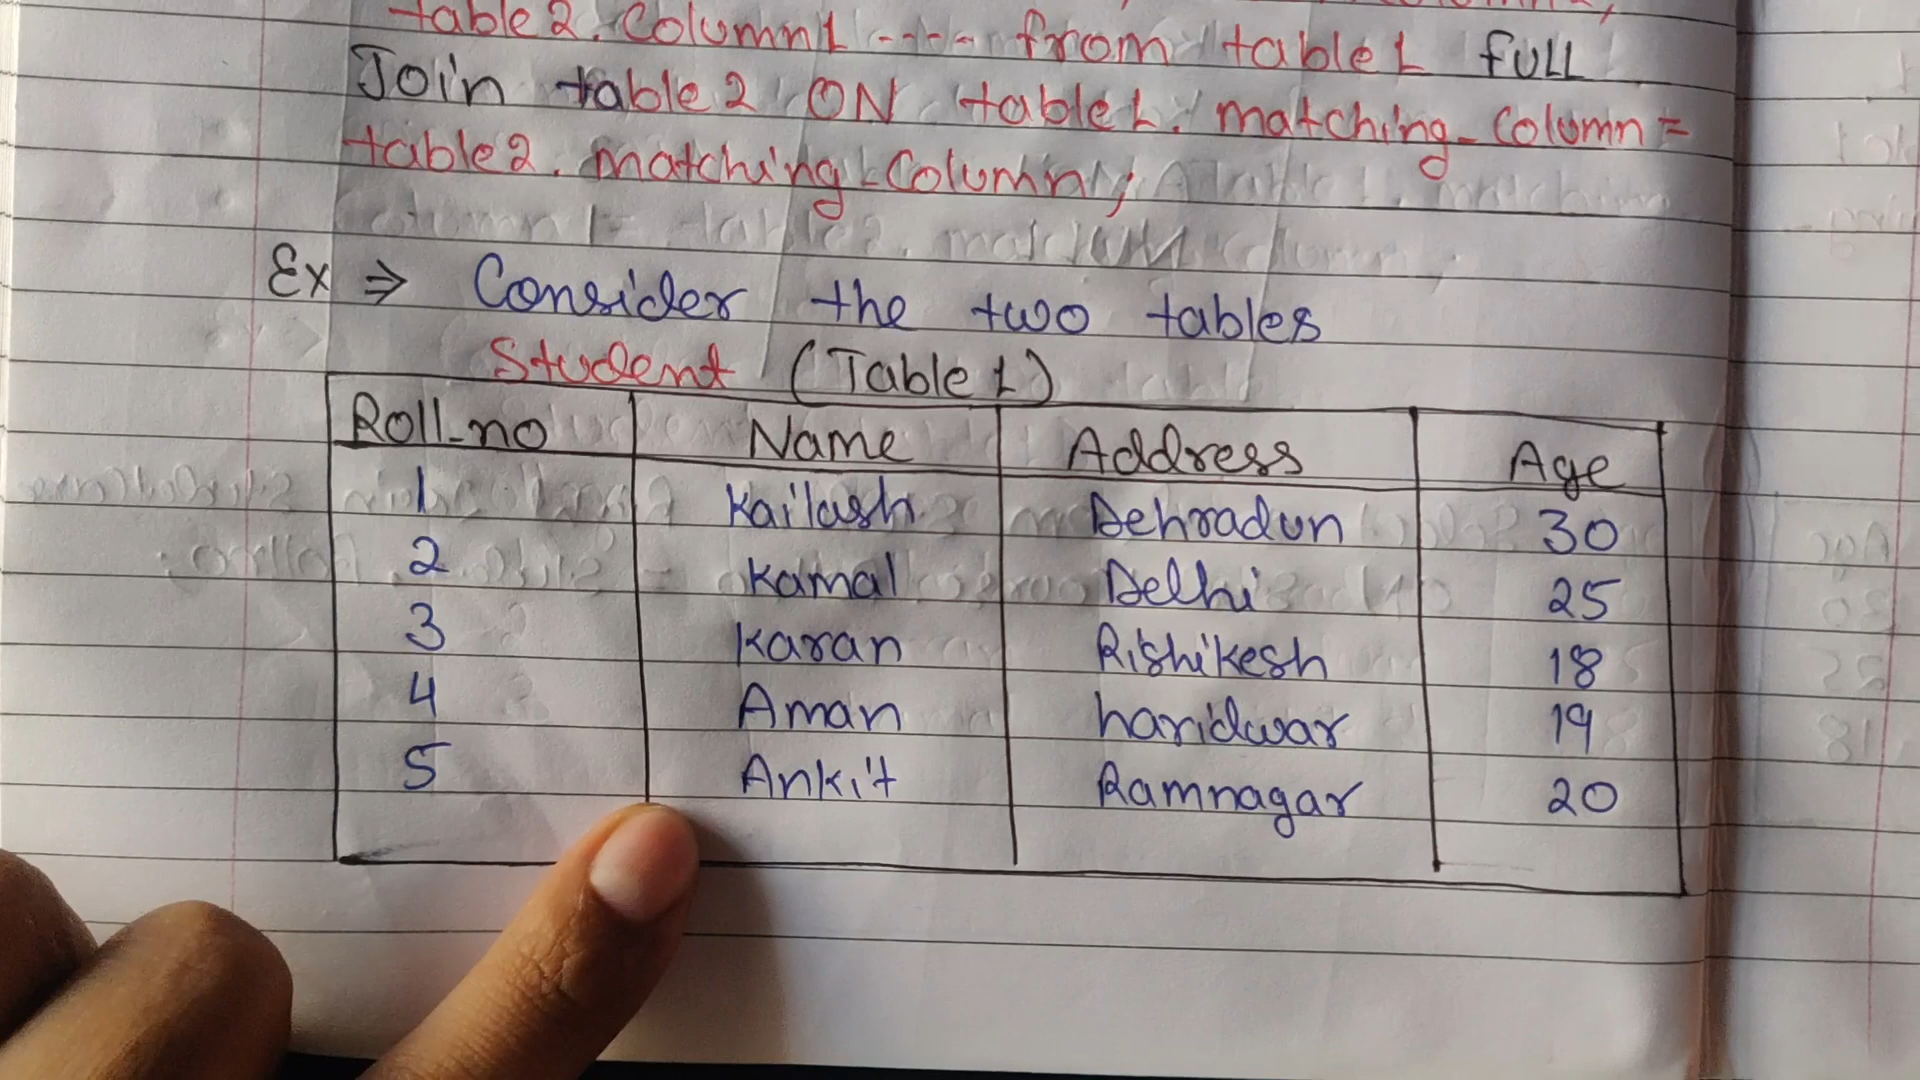 table2.Column1 ---- from table1 full
Join table2 ON table1.matching_column=
table2.matching_Column;
Ex ⇒ Consider the two tables
Student (Table 1)
Roll_no Name Address Age
1 Kailash Dehradun 30
2 Kamal Delhi 25
3 Karan Rishikesh 18
4 Aman haridwar 19
5 Ankit Ramnagar 20